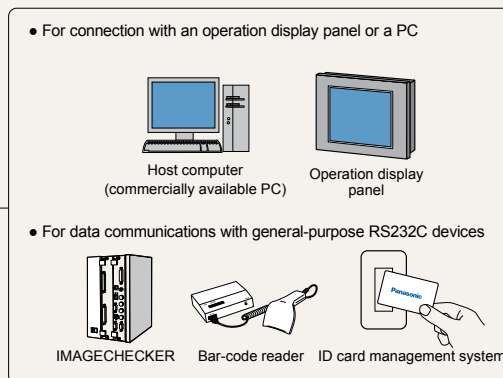 ● For connection with an operation display panel or a PC
Host computer
(commercially available PC)
Operation display
panel
● For data communications with general-purpose RS232C devices
Panasonic
IMAGECHECKER
Bar-code reader
ID card management system